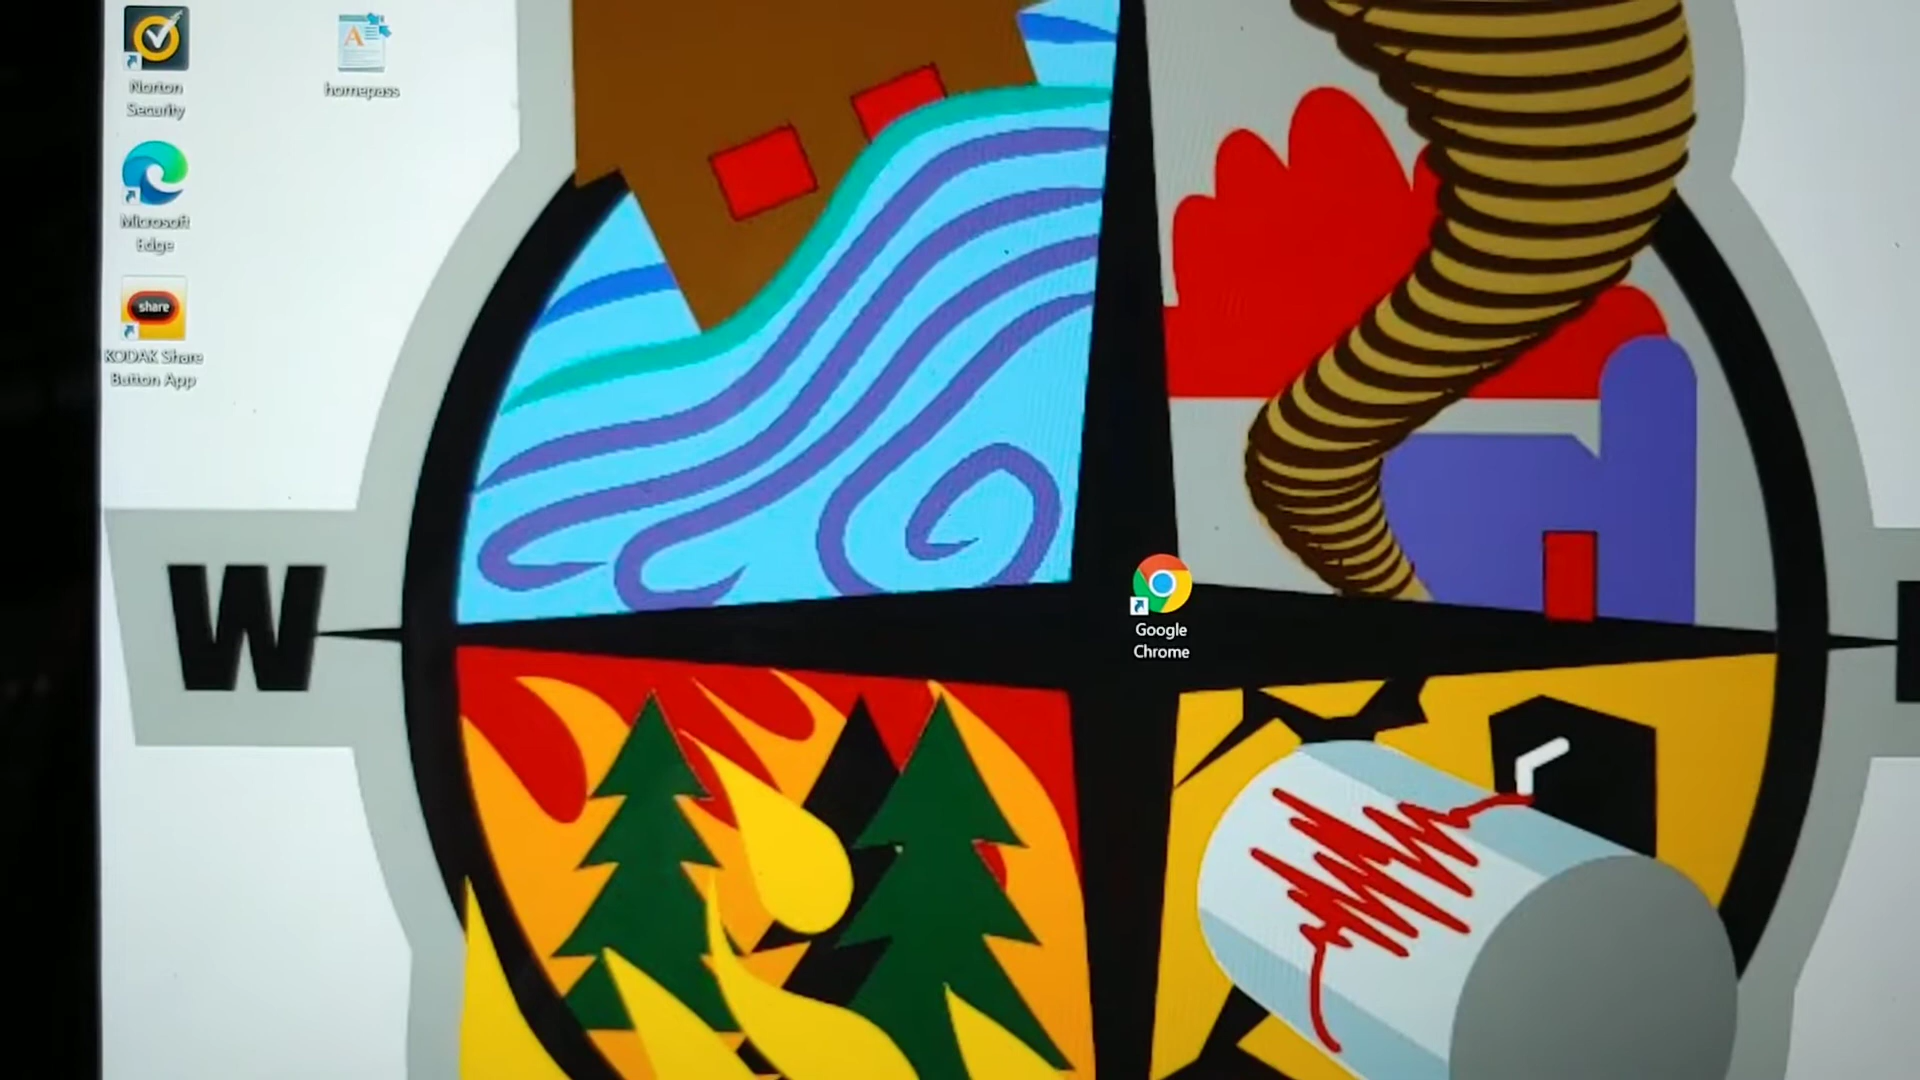 Norton
Security
homepass
Microsoft
Edge
share
KODAK Share
Button App
W
Google
Chrome